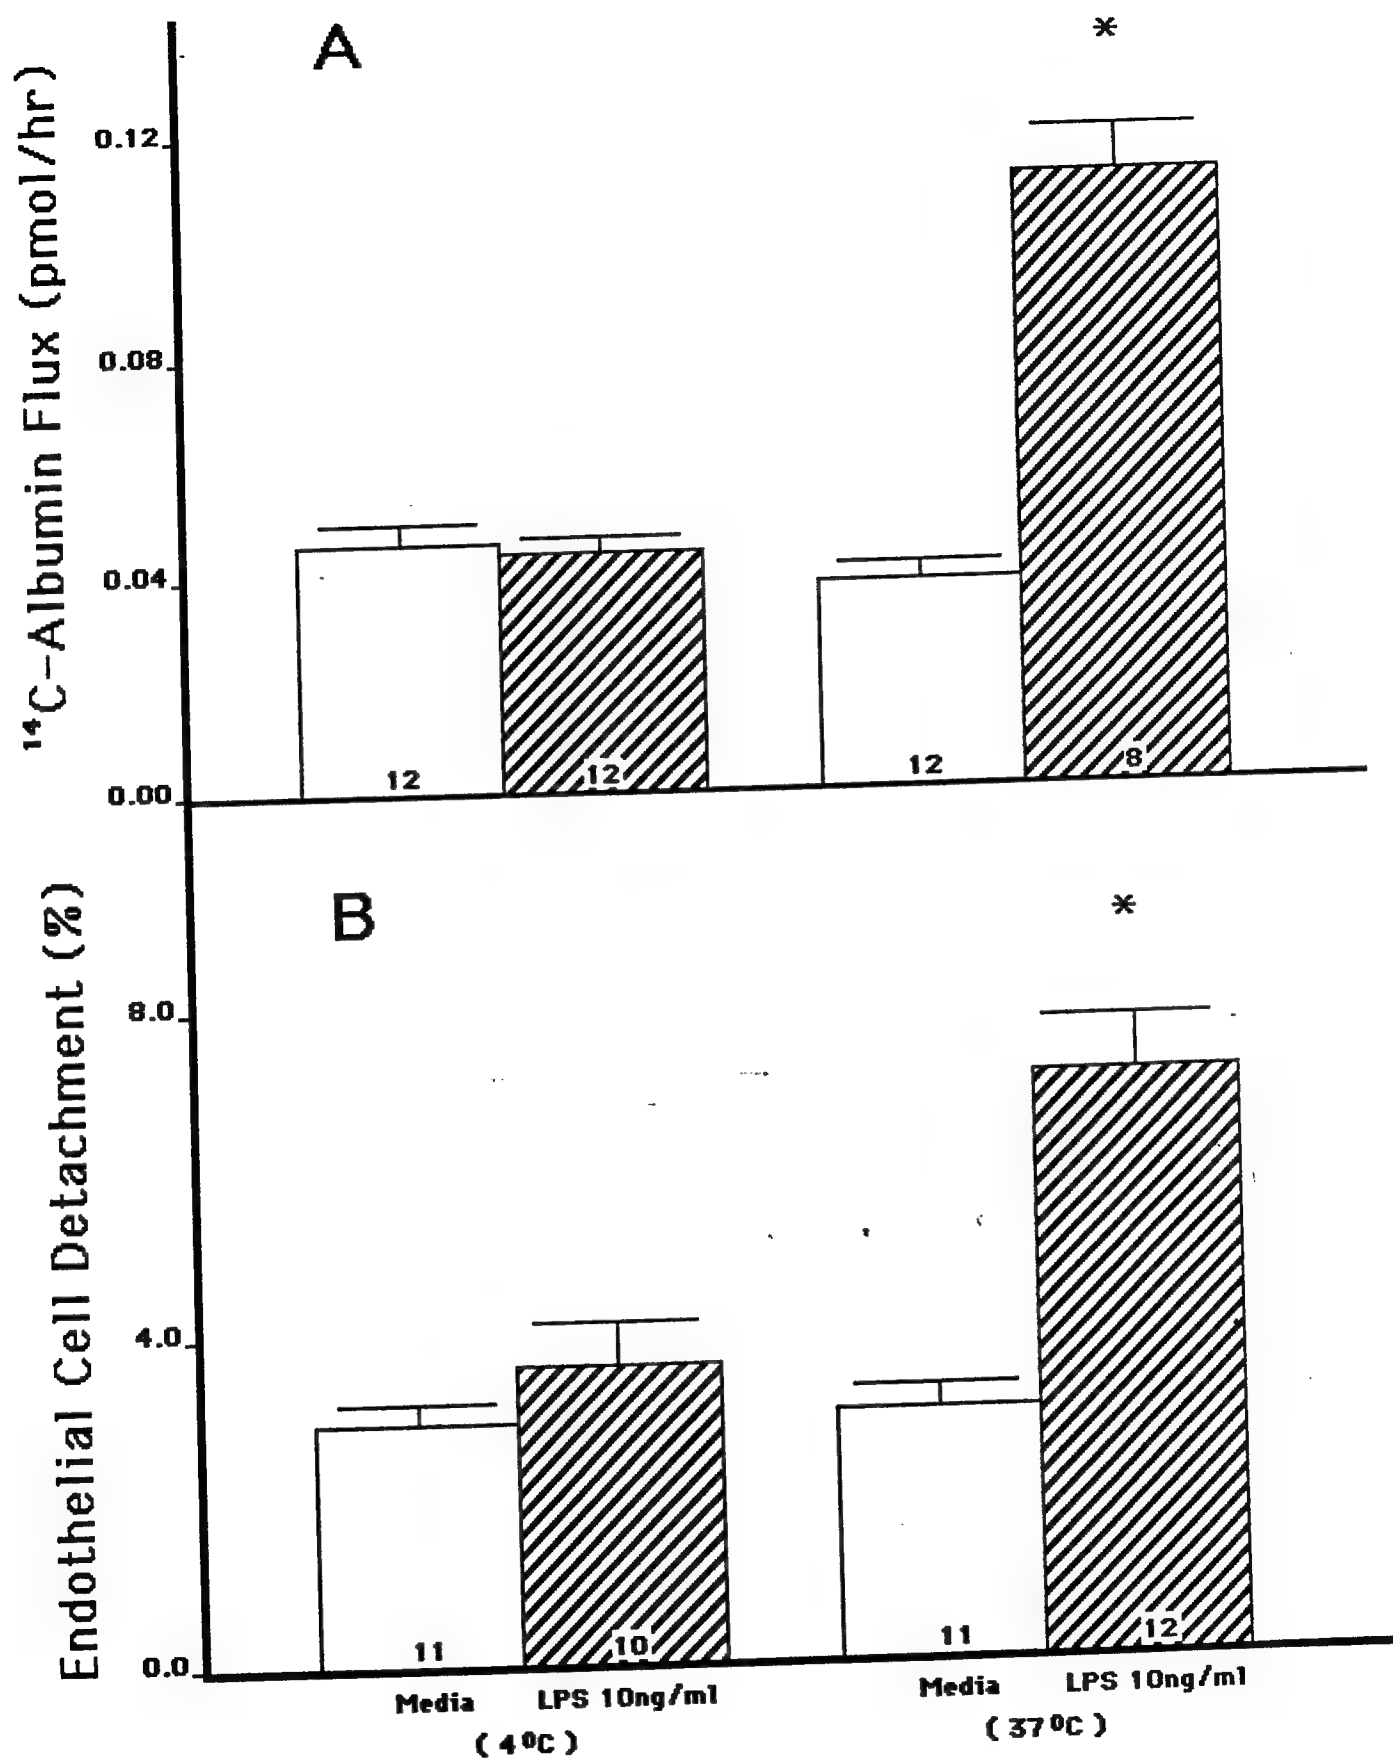 A
*
¹⁴C-Albumin Flux (pmol/hr)
0.12
0.08
0.04
0.00
12
12
12
8
B
*
Endothelial Cell Detachment (%)
8.0
4.0
0.0
11
10
11
12
Media LPS 10ng/ml Media LPS 10ng/ml
(4⁰C) (37⁰C)